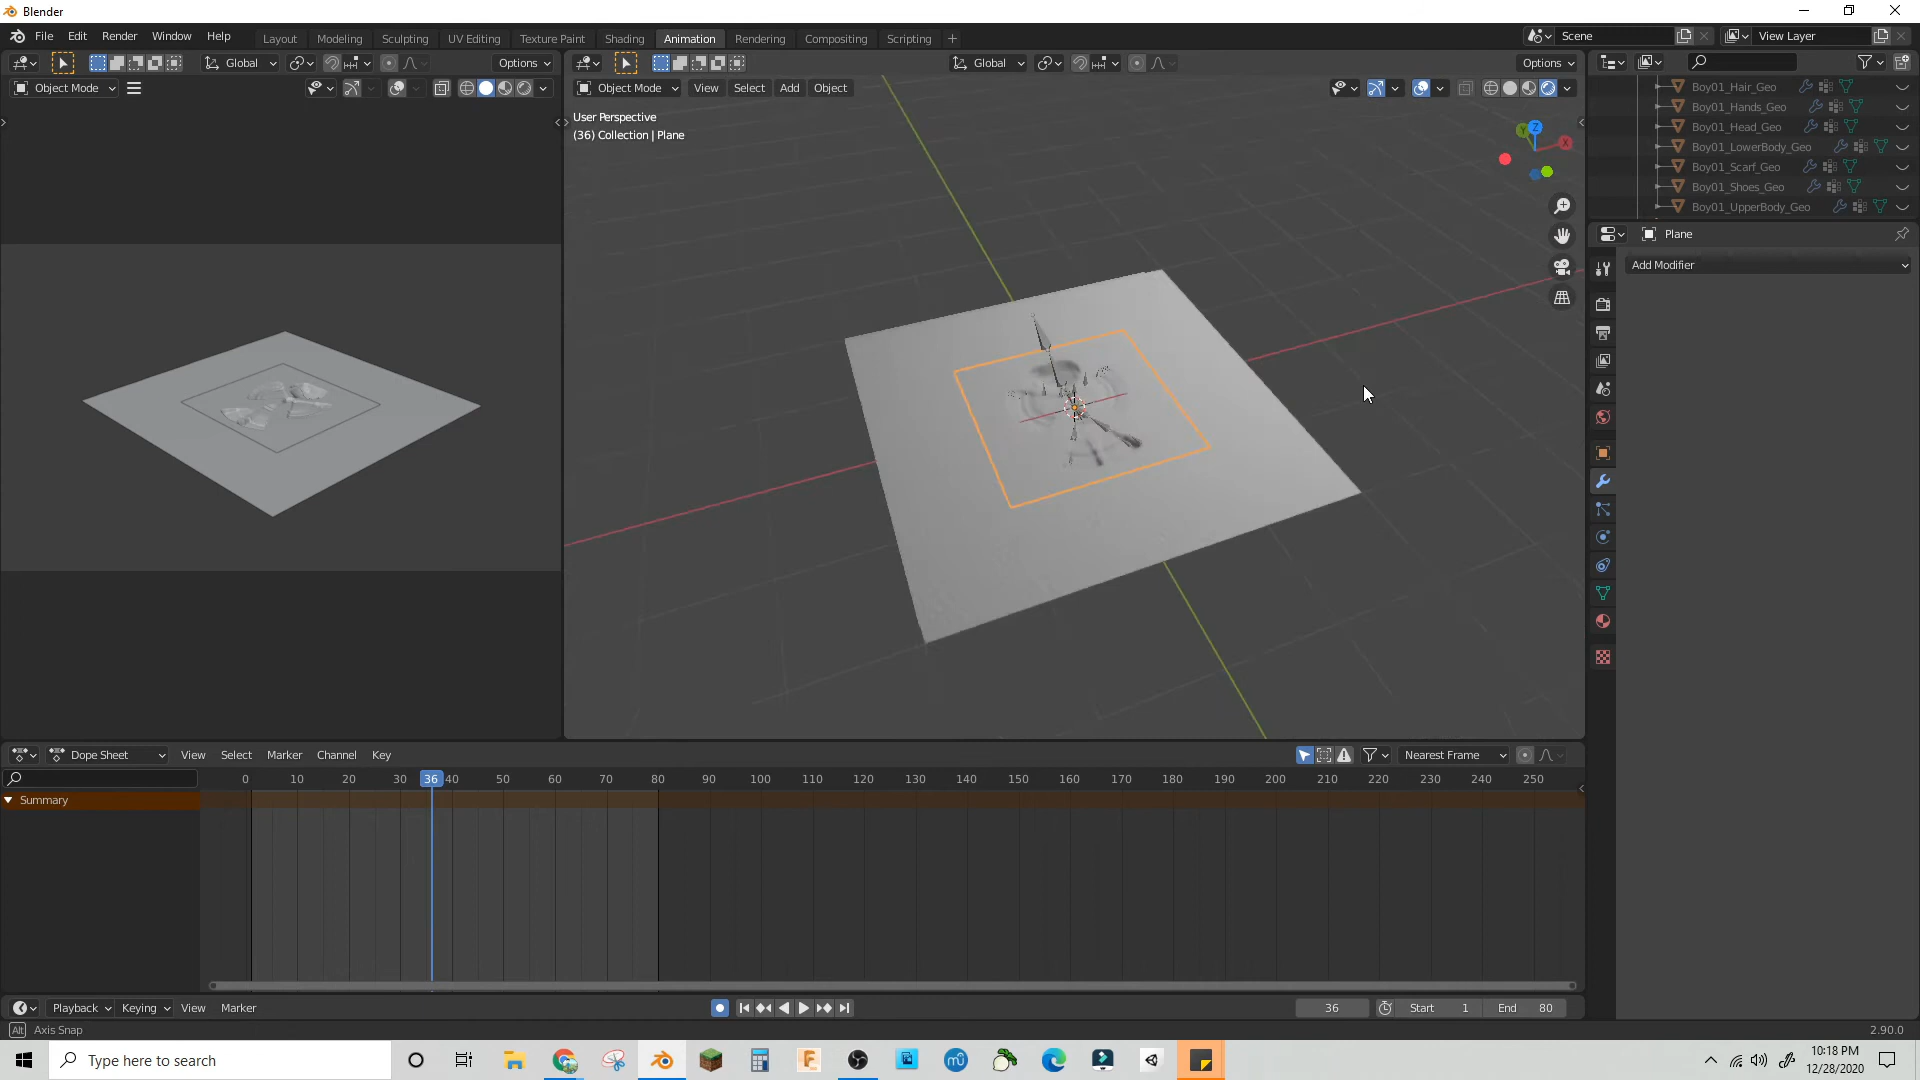 Blender
File Edit Render Window Help
Layout Modeling Sculpting UV Editing Texture Paint Shading Animation Rendering Compositing Scripting +
Scene
View Layer
Global
Options
Global
Options
Object Mode
Object Mode View Select Add Object
User Perspective
(36) Collection | Plane
Z
Y
X
Boy01_Hair_Geo
Boy01_Hands_Geo
Boy01_Head_Geo
Boy01_LowerBody_Geo
Boy01_Scarf_Geo
Boy01_Shoes_Geo
Boy01_UpperBody_Geo
Plane
Add Modifier
Dope Sheet View Select Marker Channel Key
Nearest Frame
0 10 20 30 36 40 50 60 70 80 90 100 110 120 130 140 150 160 170 180 190 200 210 220 230 240 250
Summary
Playback Keying View Marker
36 Start 1 End 80
Alt Axis Snap
2.90.0
Type here to search
10:18 PM
12/28/2020